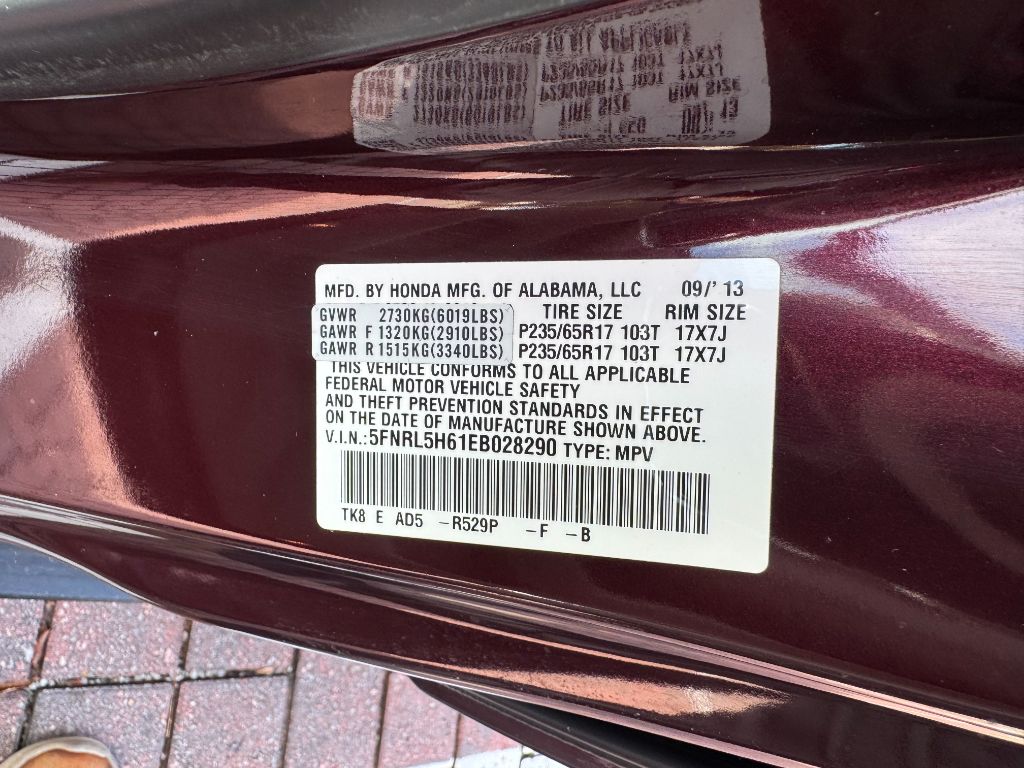 MFD. BY HONDA MFG. OF ALABAMA, LLC 09/'13
GVWR 2730KG(6019LBS) TIRE SIZE RIM SIZE
GAWR F 1320KG(2910LBS) P235/65R17 103T 17X7J
GAWR R 1515KG(3340LBS) P235/65R17 103T 17X7J
THIS VEHICLE CONFORMS TO ALL APPLICABLE
FEDERAL MOTOR VEHICLE SAFETY
AND THEFT PREVENTION STANDARDS IN EFFECT
ON THE DATE OF MANUFACTURE SHOWN ABOVE.
V.I.N.: 5FNRL5H61EB028290 TYPE: MPV
TK8 E AD5 -R529P -F -B